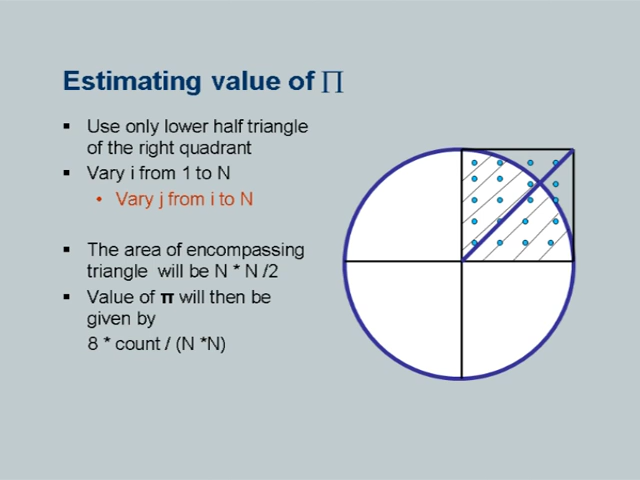 Estimating value of ∏
▪ Use only lower half triangle
of the right quadrant
▪ Vary i from 1 to N
• Vary j from i to N
▪ The area of encompassing
triangle will be N * N /2
▪ Value of π will then be
given by
8 * count / (N *N)